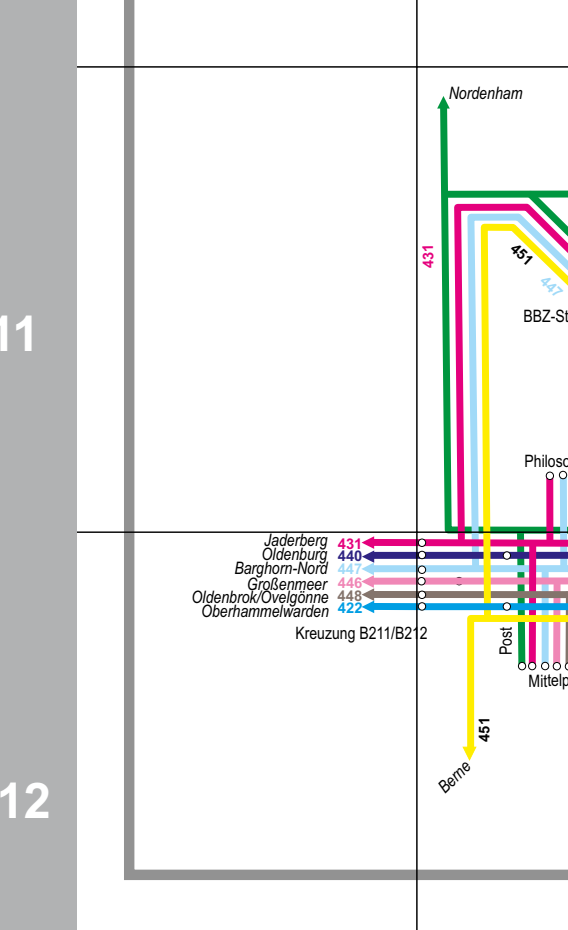 Nordenham
431
451
447
BBZ-St
11
Philosc
Jaderberg 431
Oldenburg 440
Barghorn-Nord 447
Großenmeer 446
Oldenbrok/Ovelgönne 448
Oberhammelwarden 422
Kreuzung B211/B212
Post
Mittelp
451
Berne
12